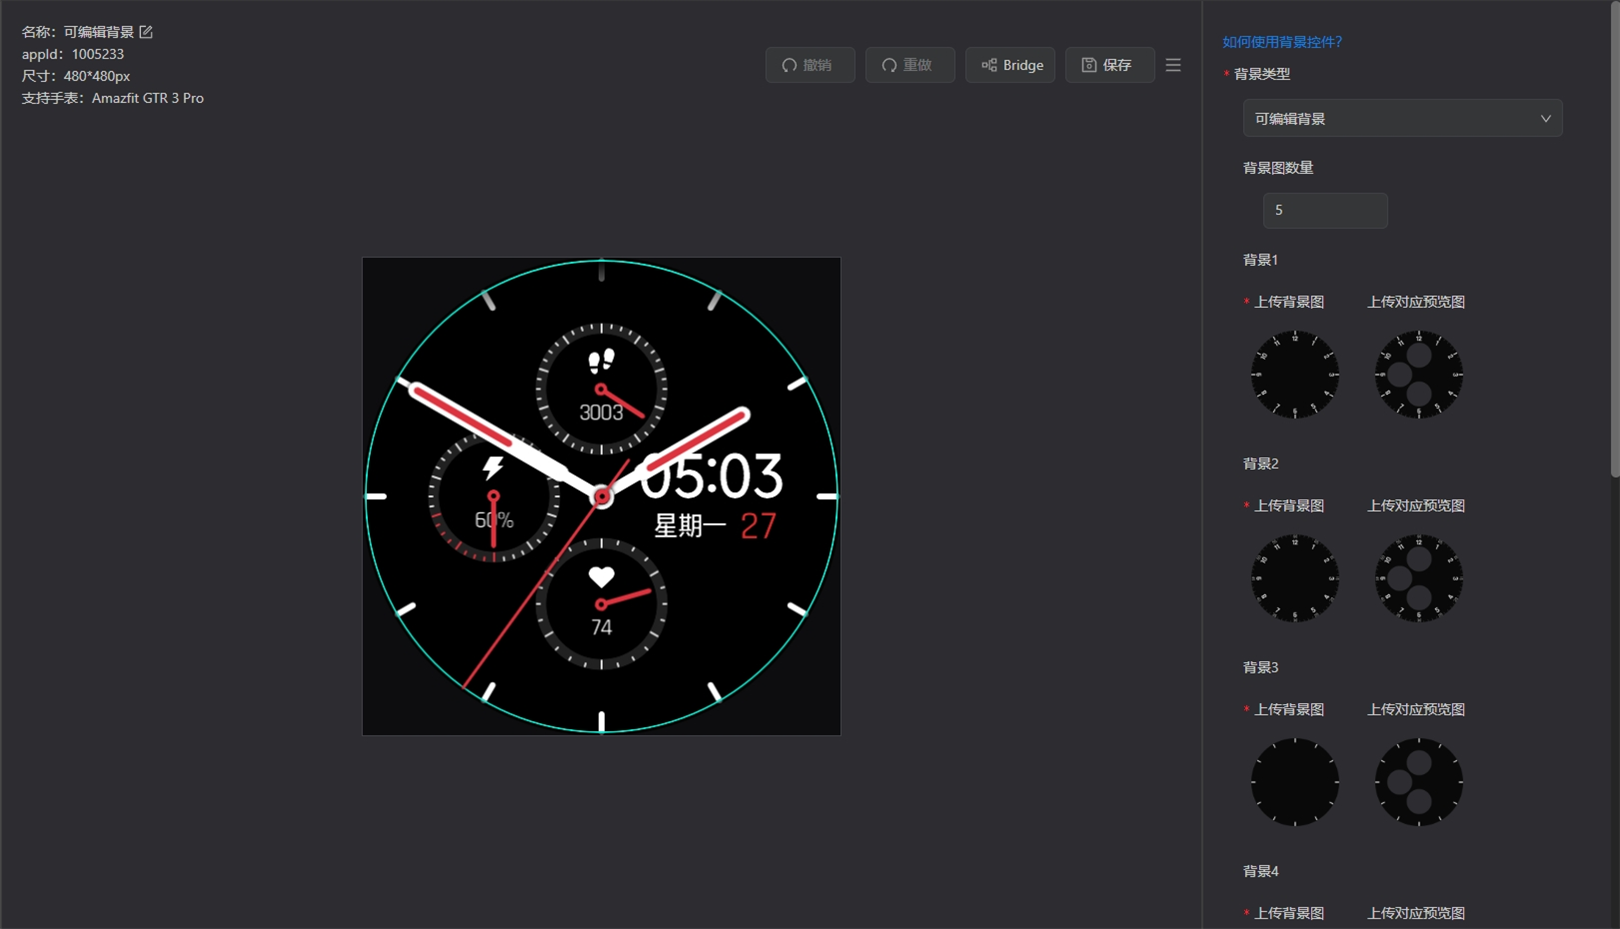 名称：可编辑背景
appId：1005233
尺寸：480*480px
支持手表：Amazfit GTR 3 Pro
撤销
重做
Bridge
保存
3003
60%
05:03
星期一 27
74
如何使用背景控件?
* 背景类型
可编辑背景
背景图数量
5
背景1
* 上传背景图 上传对应预览图
背景2
* 上传背景图 上传对应预览图
背景3
* 上传背景图 上传对应预览图
背景4
* 上传背景图 上传对应预览图